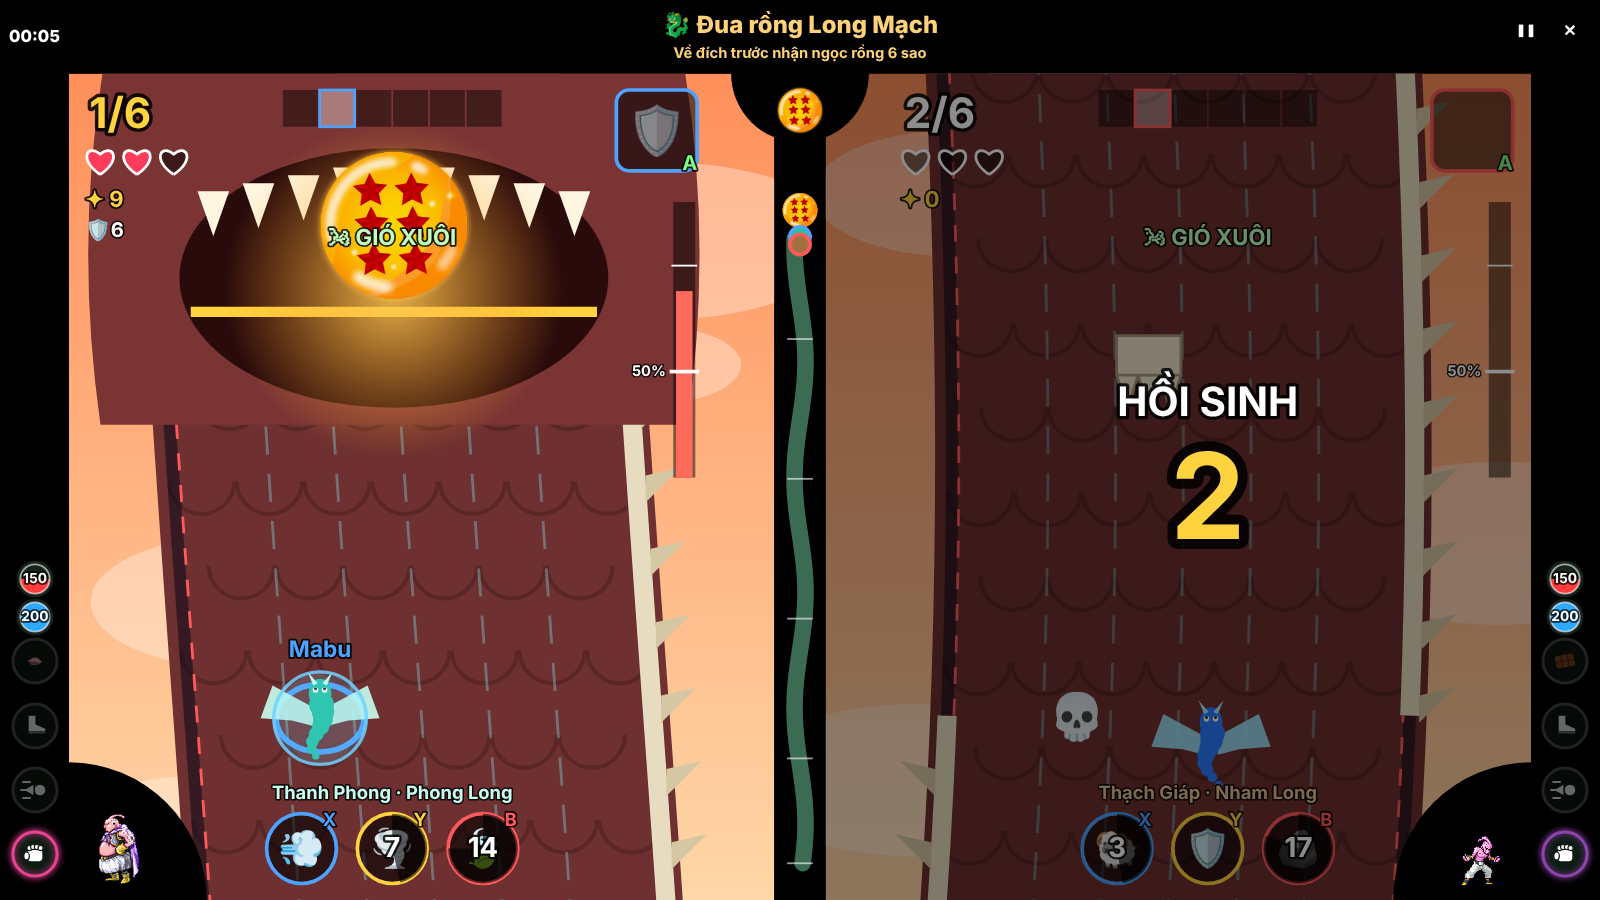 00:05
🐉 Đua rồng Long Mạch
Về đích trước nhận ngọc rồng 6 sao
1/6
A
9
6
GIÓ XUÔI
50%
150
200
Mabu
Thanh Phong · Phong Long
X
Y
7
B
14
2/6
A
0
GIÓ XUÔI
50%
HỒI SINH
2
150
200
Thạch Giáp · Nham Long
X
3
Y
B
17